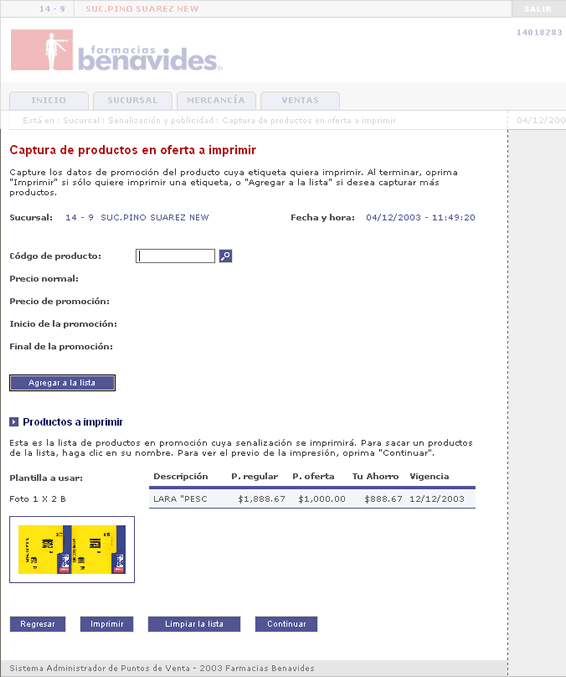 14 - 9 SUC.PINO SUAREZ NEW SALIR
14018283
farmacias
benavides
INICIO SUCURSAL MERCANCÍA VENTAS
Está en : Sucursal : Senalización y publicidad : Captura de productos en oferta a imprimir 04/12/200
Captura de productos en oferta a imprimir
Capture los datos de promoción del producto cuya etiqueta quiera imprimir. Al terminar, oprima
"Imprimir" si sólo quiere imprimir una etiqueta, o "Agregar a la lista" si desea capturar más
productos.
Sucursal: 14 - 9 SUC.PINO SUAREZ NEW Fecha y hora: 04/12/2003 - 11:49:20
Códgo de producto:
Precio normal:
Precio de promoción:
Inicio de la promoción:
Final de la promoción:
Agregar a la lista
Productos a imprimir
Esta es la lista de productos en promoción cuya senalización se imprimirá. Para sacar un productos
de la lista, haga clic en su nombre. Para ver el previo de la impresión, oprima "Continuar".
Plantilla a usar: Descripción P. regular P. oferta Tu Ahorro Vigencia
Foto 1 X 2 B LARA "PESC $1,888.67 $1,000.00 $888.67 12/12/2003
Regresar Imprimir Limpiar la lista Continuar
Sistema Administrador de Puntos de Venta - 2003 Farmacias Benavides